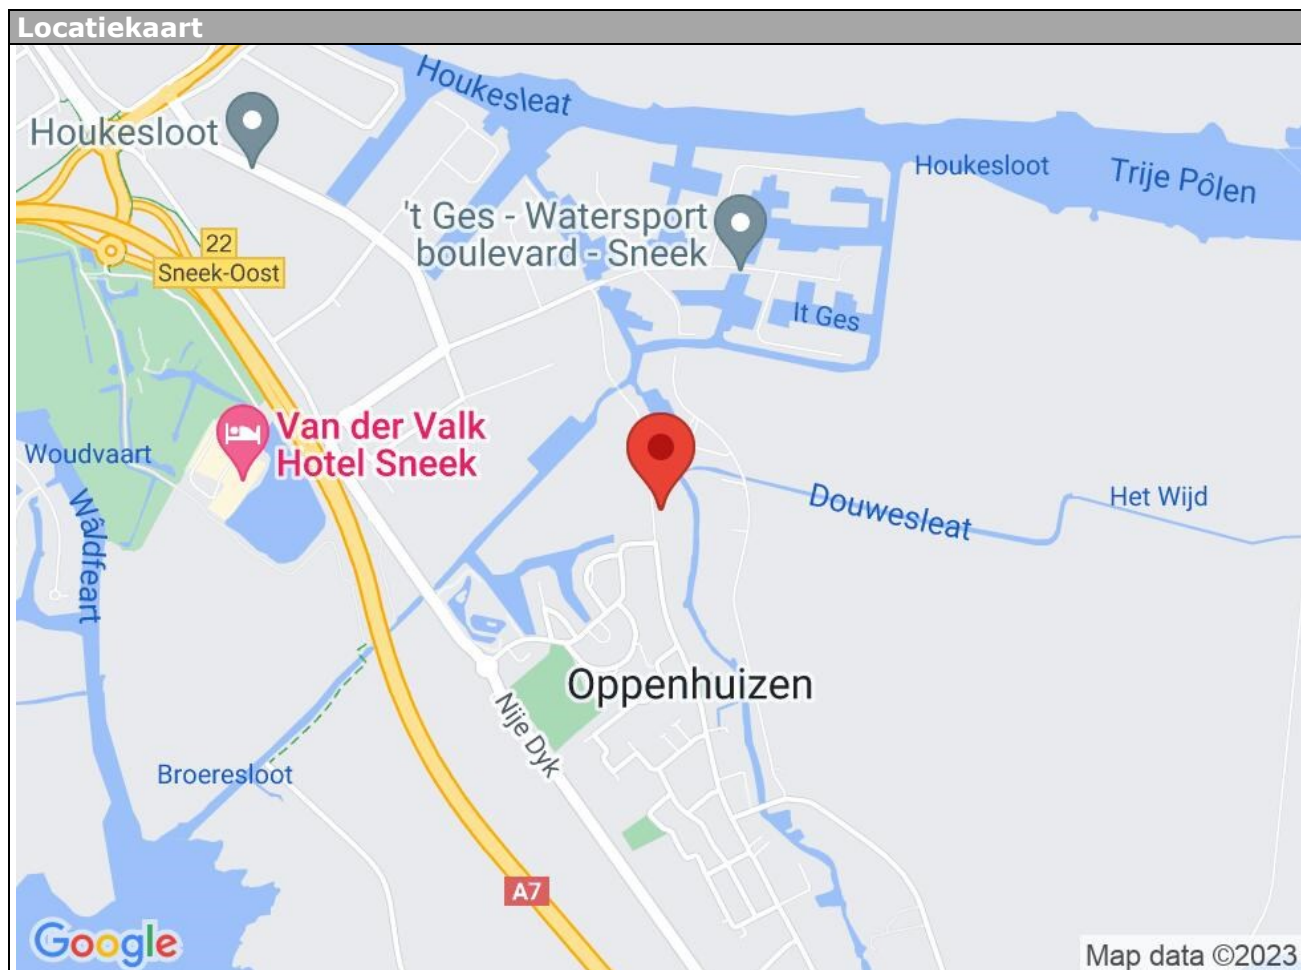 Locatiekaart
Houkesleat
Houkesloot
Houkesloot
Trije Pôlen
't Ges - Watersport
boulevard - Sneek
22
Sneek-Oost
It Ges
Van der Valk
Hotel Sneek
Woudvaart
Wâldfeart
Douwesleat
Het Wijd
Oppenhuizen
Nije Dyk
Broeresloot
A7
Google
Map data ©2023